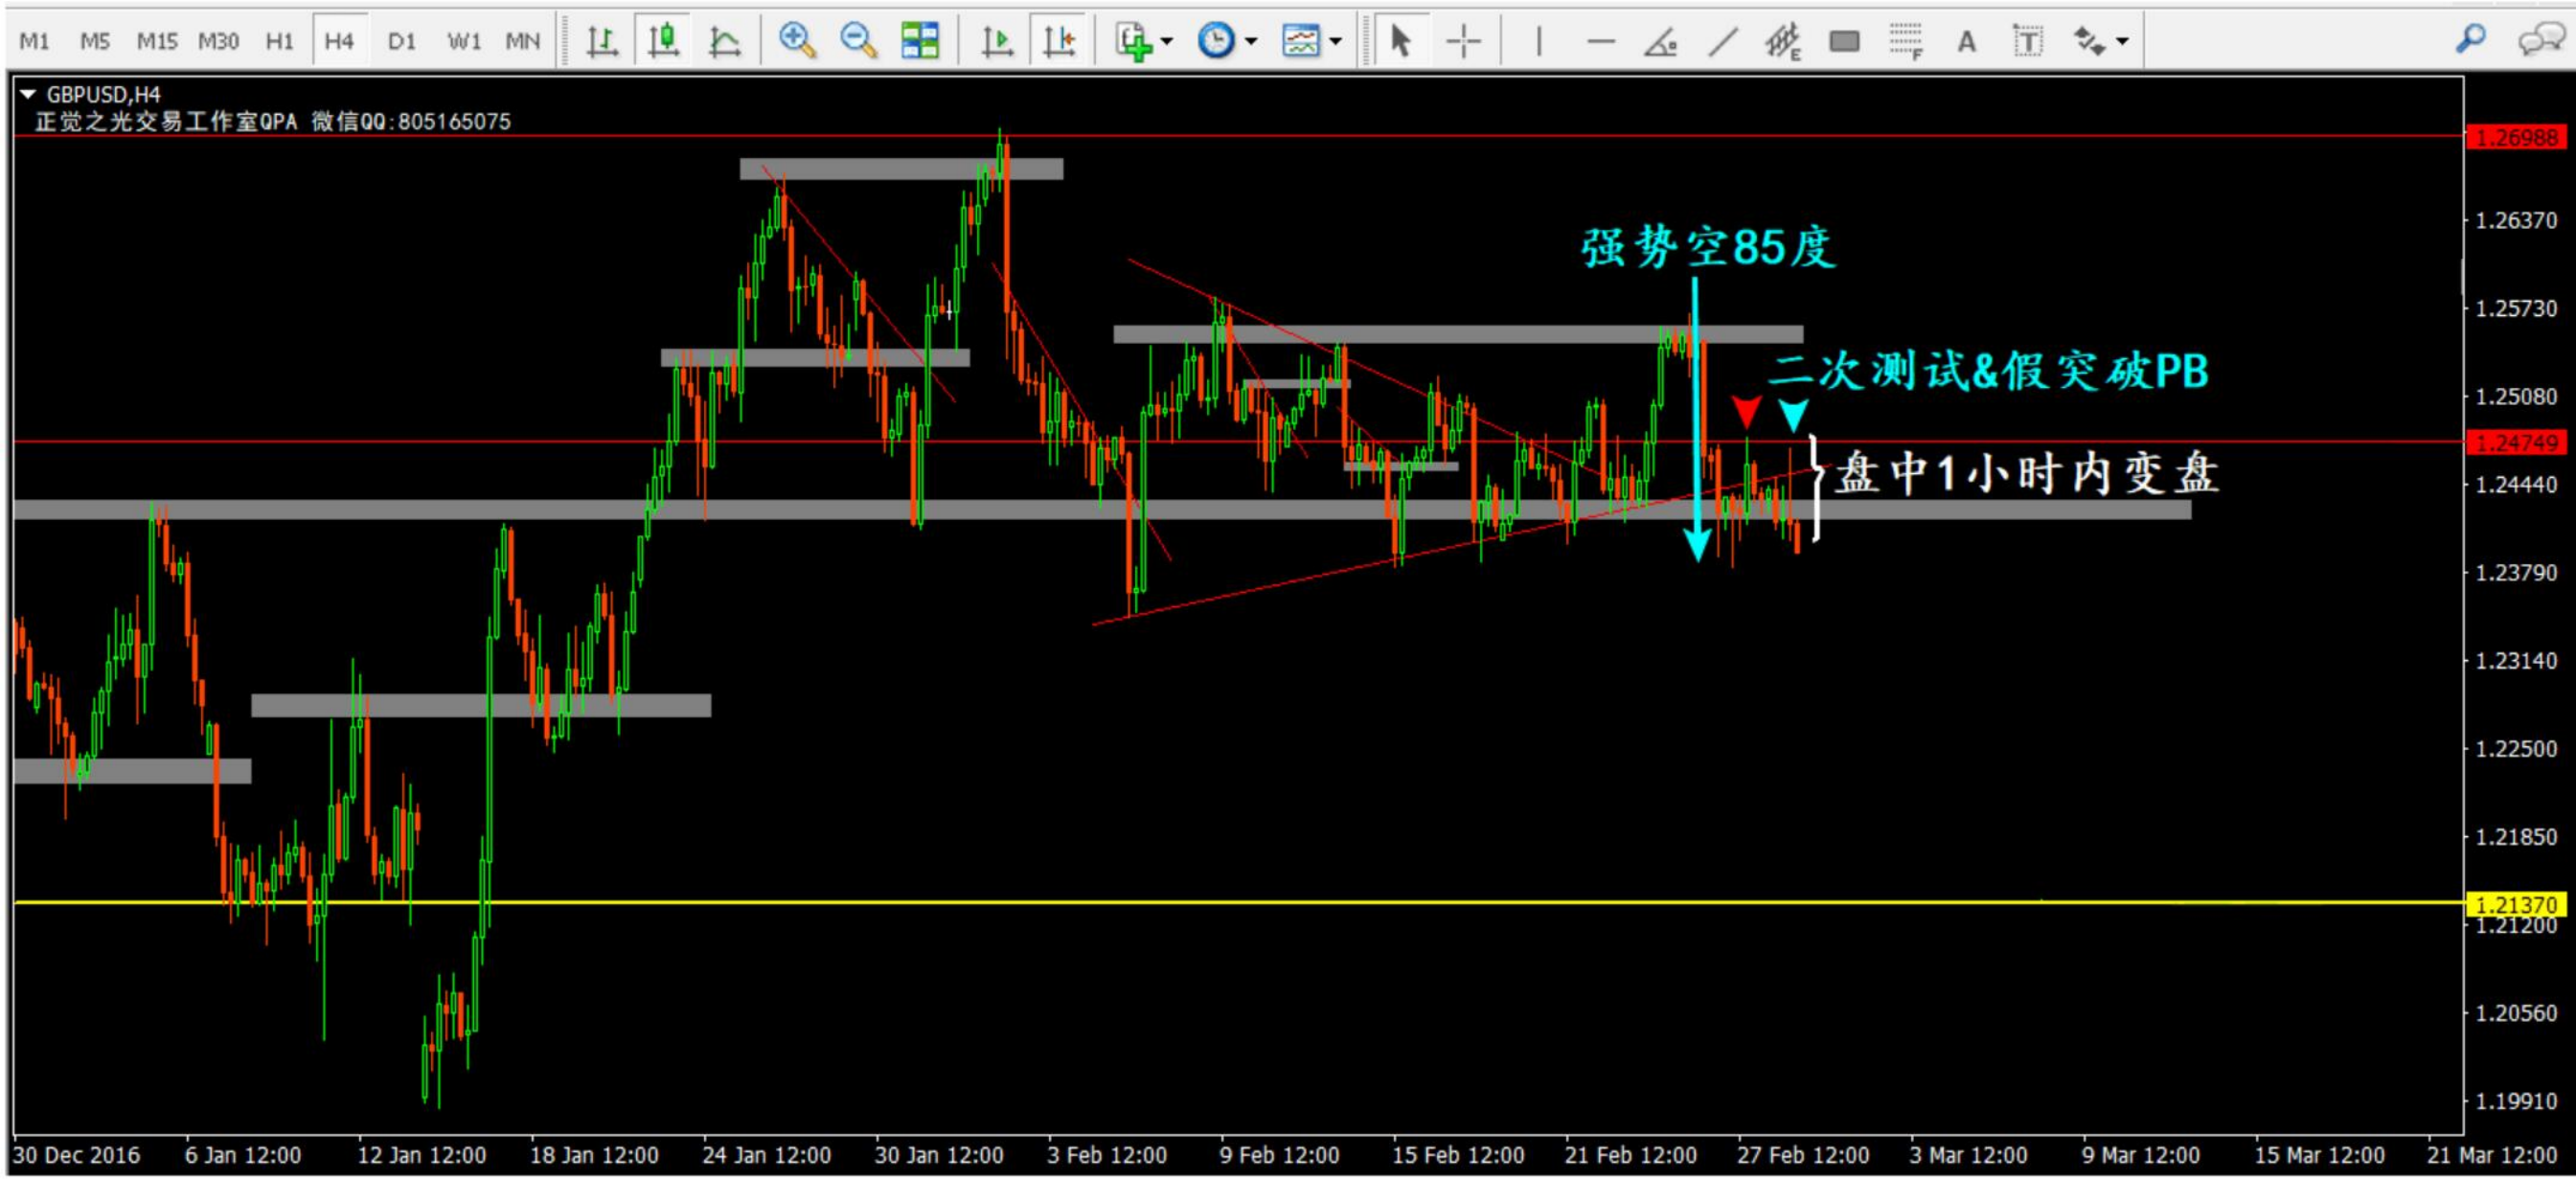 M1 M5 M15 M30 H1 H4 D1 W1 MN E F A T
GBPUSD,H4
正觉之光交易工作室QPA 微信QQ:805165075
1.26988
1.26370
强势空85度
1.25730
二次测试&假突破PB
1.25080
1.24749
盘中1小时内变盘
1.24440
1.23790
1.23140
1.22500
1.21850
1.21370
1.21200
1.20560
1.19910
30 Dec 2016 6 Jan 12:00 12 Jan 12:00 18 Jan 12:00 24 Jan 12:00 30 Jan 12:00 3 Feb 12:00 9 Feb 12:00 15 Feb 12:00 21 Feb 12:00 27 Feb 12:00 3 Mar 12:00 9 Mar 12:00 15 Mar 12:00 21 Mar 12:00